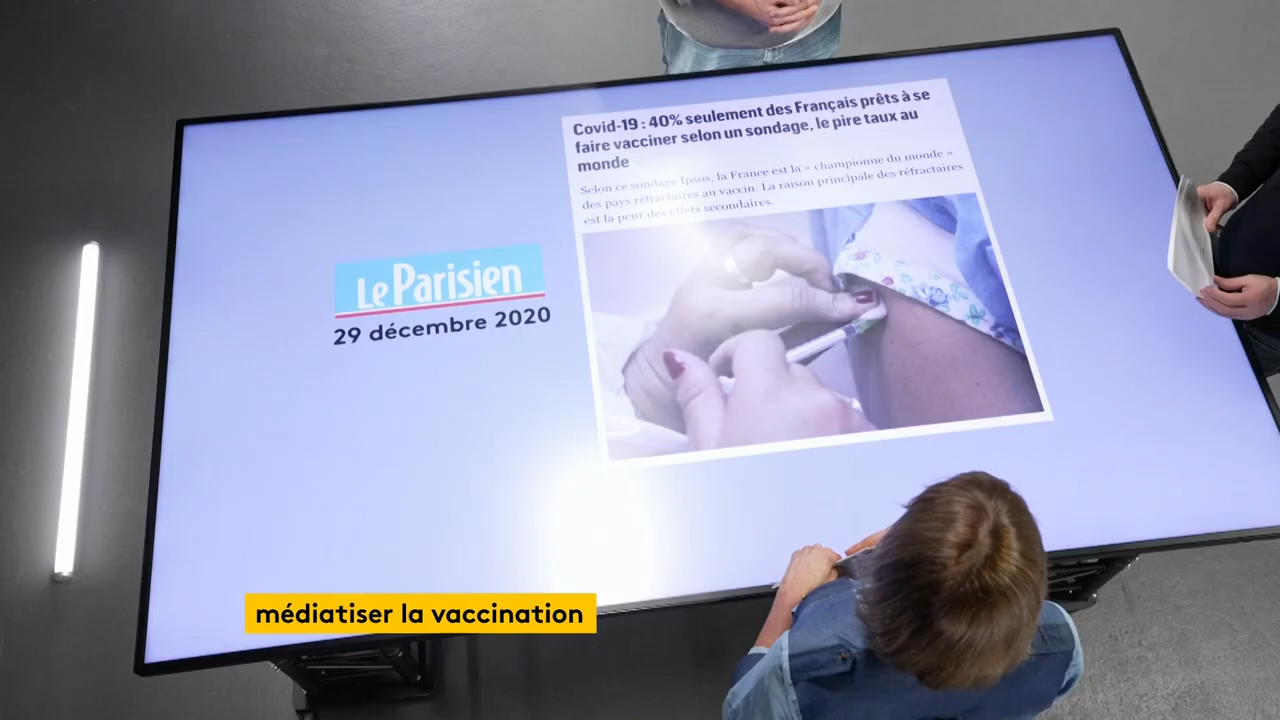 Covid-19 : 40% seulement des Français prêts à se
faire vacciner selon un sondage, le pire taux au
monde
Selon ce sondage Ipsos, la France est la « championne du monde »
des pays réfractaires au vaccin. La raison principale des réfractaires
est la peur des effets secondaires.
Le Parisien
29 décembre 2020
médiatiser la vaccination